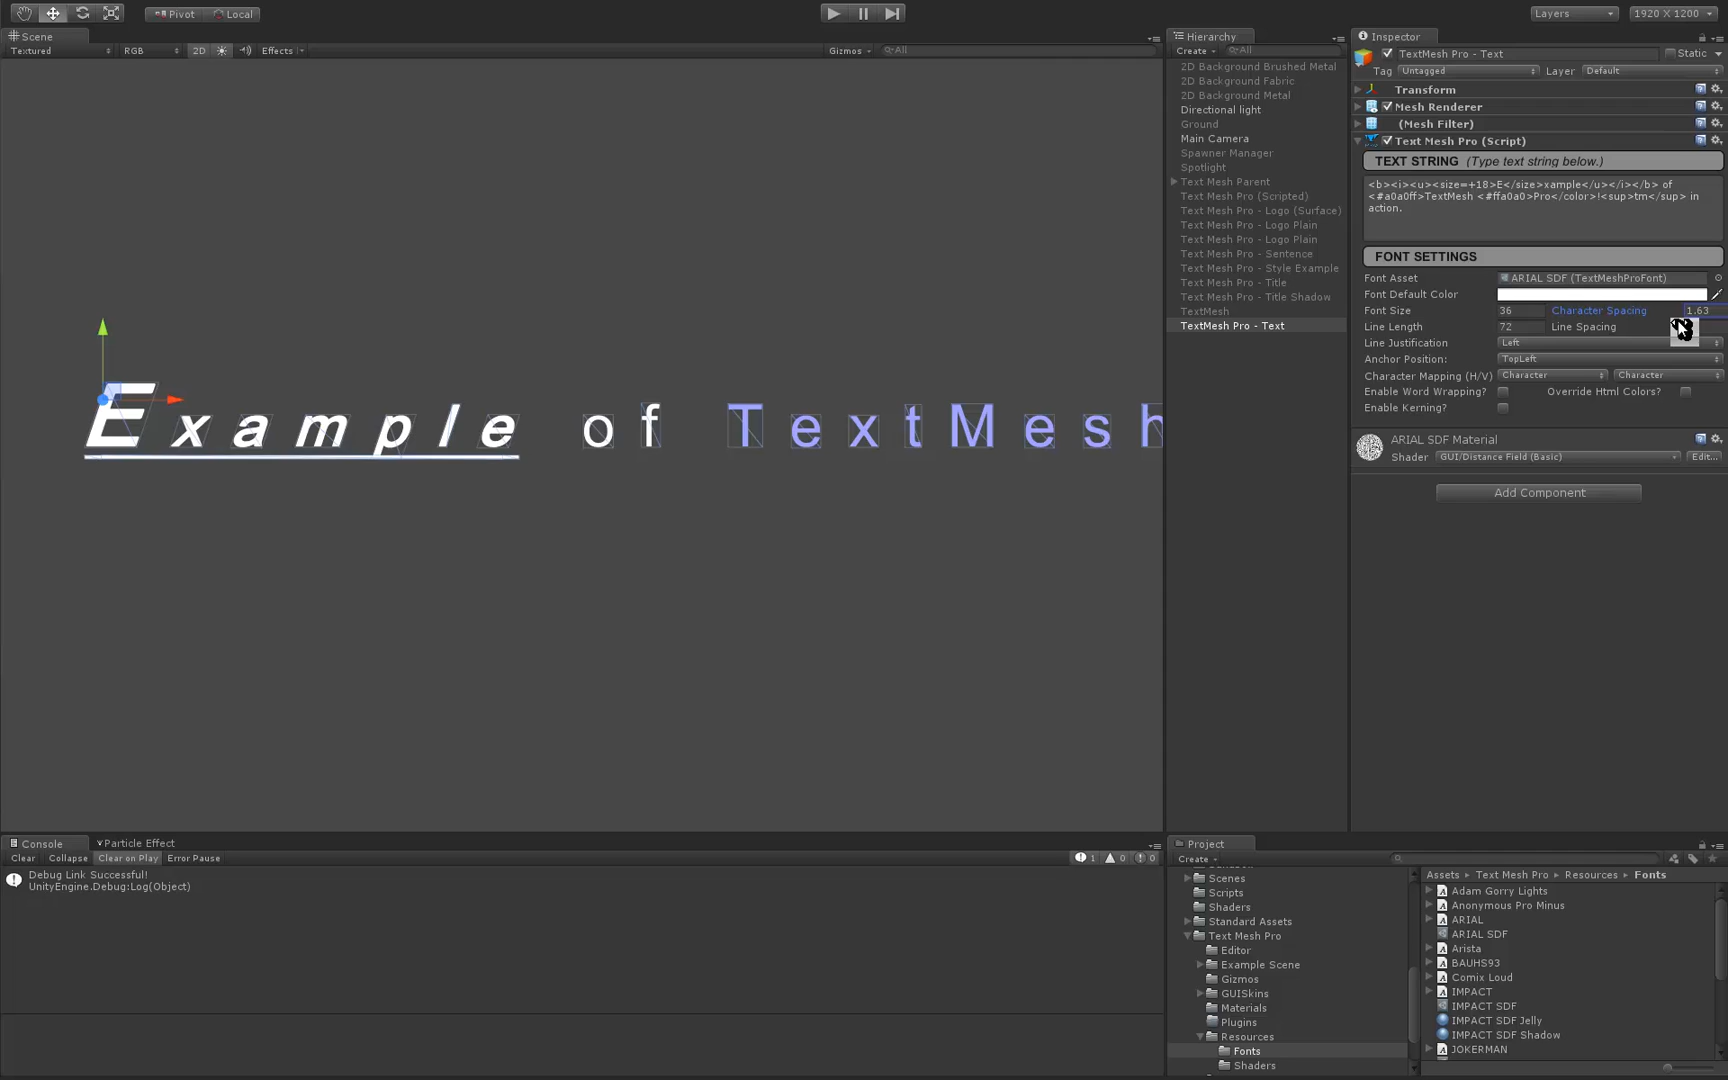 Pivot
Local
Layers
1920 X 1200
Scene
Textured
RGB
2D
Effects
Gizmos
All
E x a m p l e o f T e x t M e s h
Hierarchy
Create
All
2D Background Brushed Metal
2D Background Fabric
2D Background Metal
Directional light
Ground
Main Camera
Spawner Manager
Spotlight
Text Mesh Parent
Text Mesh Pro (Scripted)
Text Mesh Pro - Logo (Surface)
Text Mesh Pro - Logo Plain
Text Mesh Pro - Logo Plain
Text Mesh Pro - Sentence
Text Mesh Pro - Style Example
Text Mesh Pro - Title
Text Mesh Pro - Title Shadow
TextMesh
TextMesh Pro - Text
Inspector
TextMesh Pro - Text
Static
Tag Untagged Layer Default
Transform
Mesh Renderer
(Mesh Filter)
Text Mesh Pro (Script)
TEXT STRING (Type text string below.)
<b><i><u><size=+18>E</size>xample</u></i></b> of
<#a0a0ff>TextMesh <#ffa0a0>Pro</color>!<sup>tm</sup> in
action.
FONT SETTINGS
Font Asset ARIAL SDF (TextMeshProFont)
Font Default Color
Font Size 36 Character Spacing 1.63
Line Length 72 Line Spacing
Line Justification Left
Anchor Position: TopLeft
Character Mapping (H/V) Character Character
Enable Word Wrapping? Override Html Colors?
Enable Kerning?
ARIAL SDF Material
Shader GUI/Distance Field (Basic) Edit...
Add Component
Console
Particle Effect
Clear Collapse Clear on Play Error Pause
1 0 0
Debug Link Successful!
UnityEngine.Debug:Log(Object)
Project
Create
Scenes
Scripts
Shaders
Standard Assets
Text Mesh Pro
Editor
Example Scene
Gizmos
GUISkins
Materials
Plugins
Resources
Fonts
Shaders
Assets Text Mesh Pro Resources Fonts
Adam Gorry Lights
Anonymous Pro Minus
ARIAL
ARIAL SDF
Arista
BAUHS93
Comix Loud
IMPACT
IMPACT SDF
IMPACT SDF Jelly
IMPACT SDF Shadow
JOKERMAN